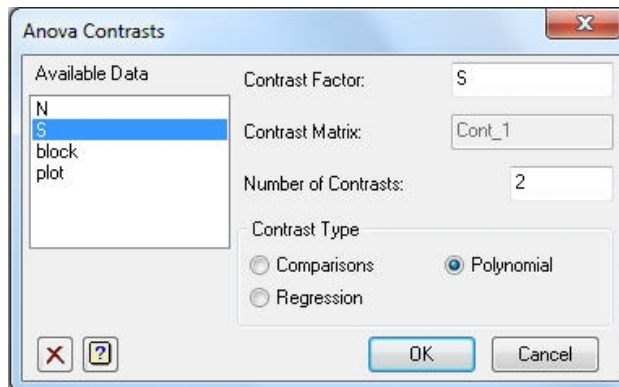 Anova Contrasts
Available Data
N
S
block
plot
Contrast Factor: S
Contrast Matrix: Cont_1
Number of Contrasts: 2
Contrast Type
Comparisons Polynomial
Regression
OK Cancel